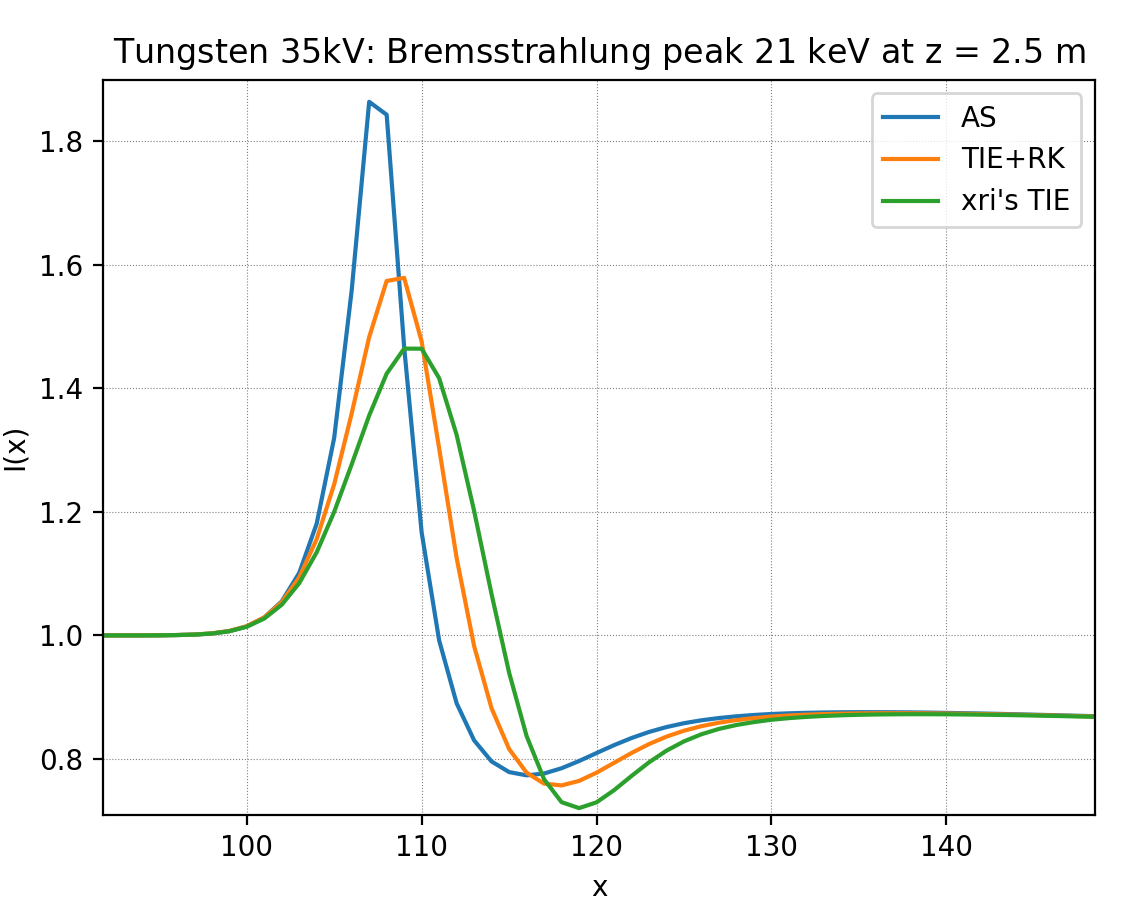 Tungsten 35kV: Bremsstrahlung peak 21 keV at z = 2.5 m
AS
TIE+RK
xri's TIE
I(x)
1.8
1.6
1.4
1.2
1.0
0.8
100
110
120
130
140
x